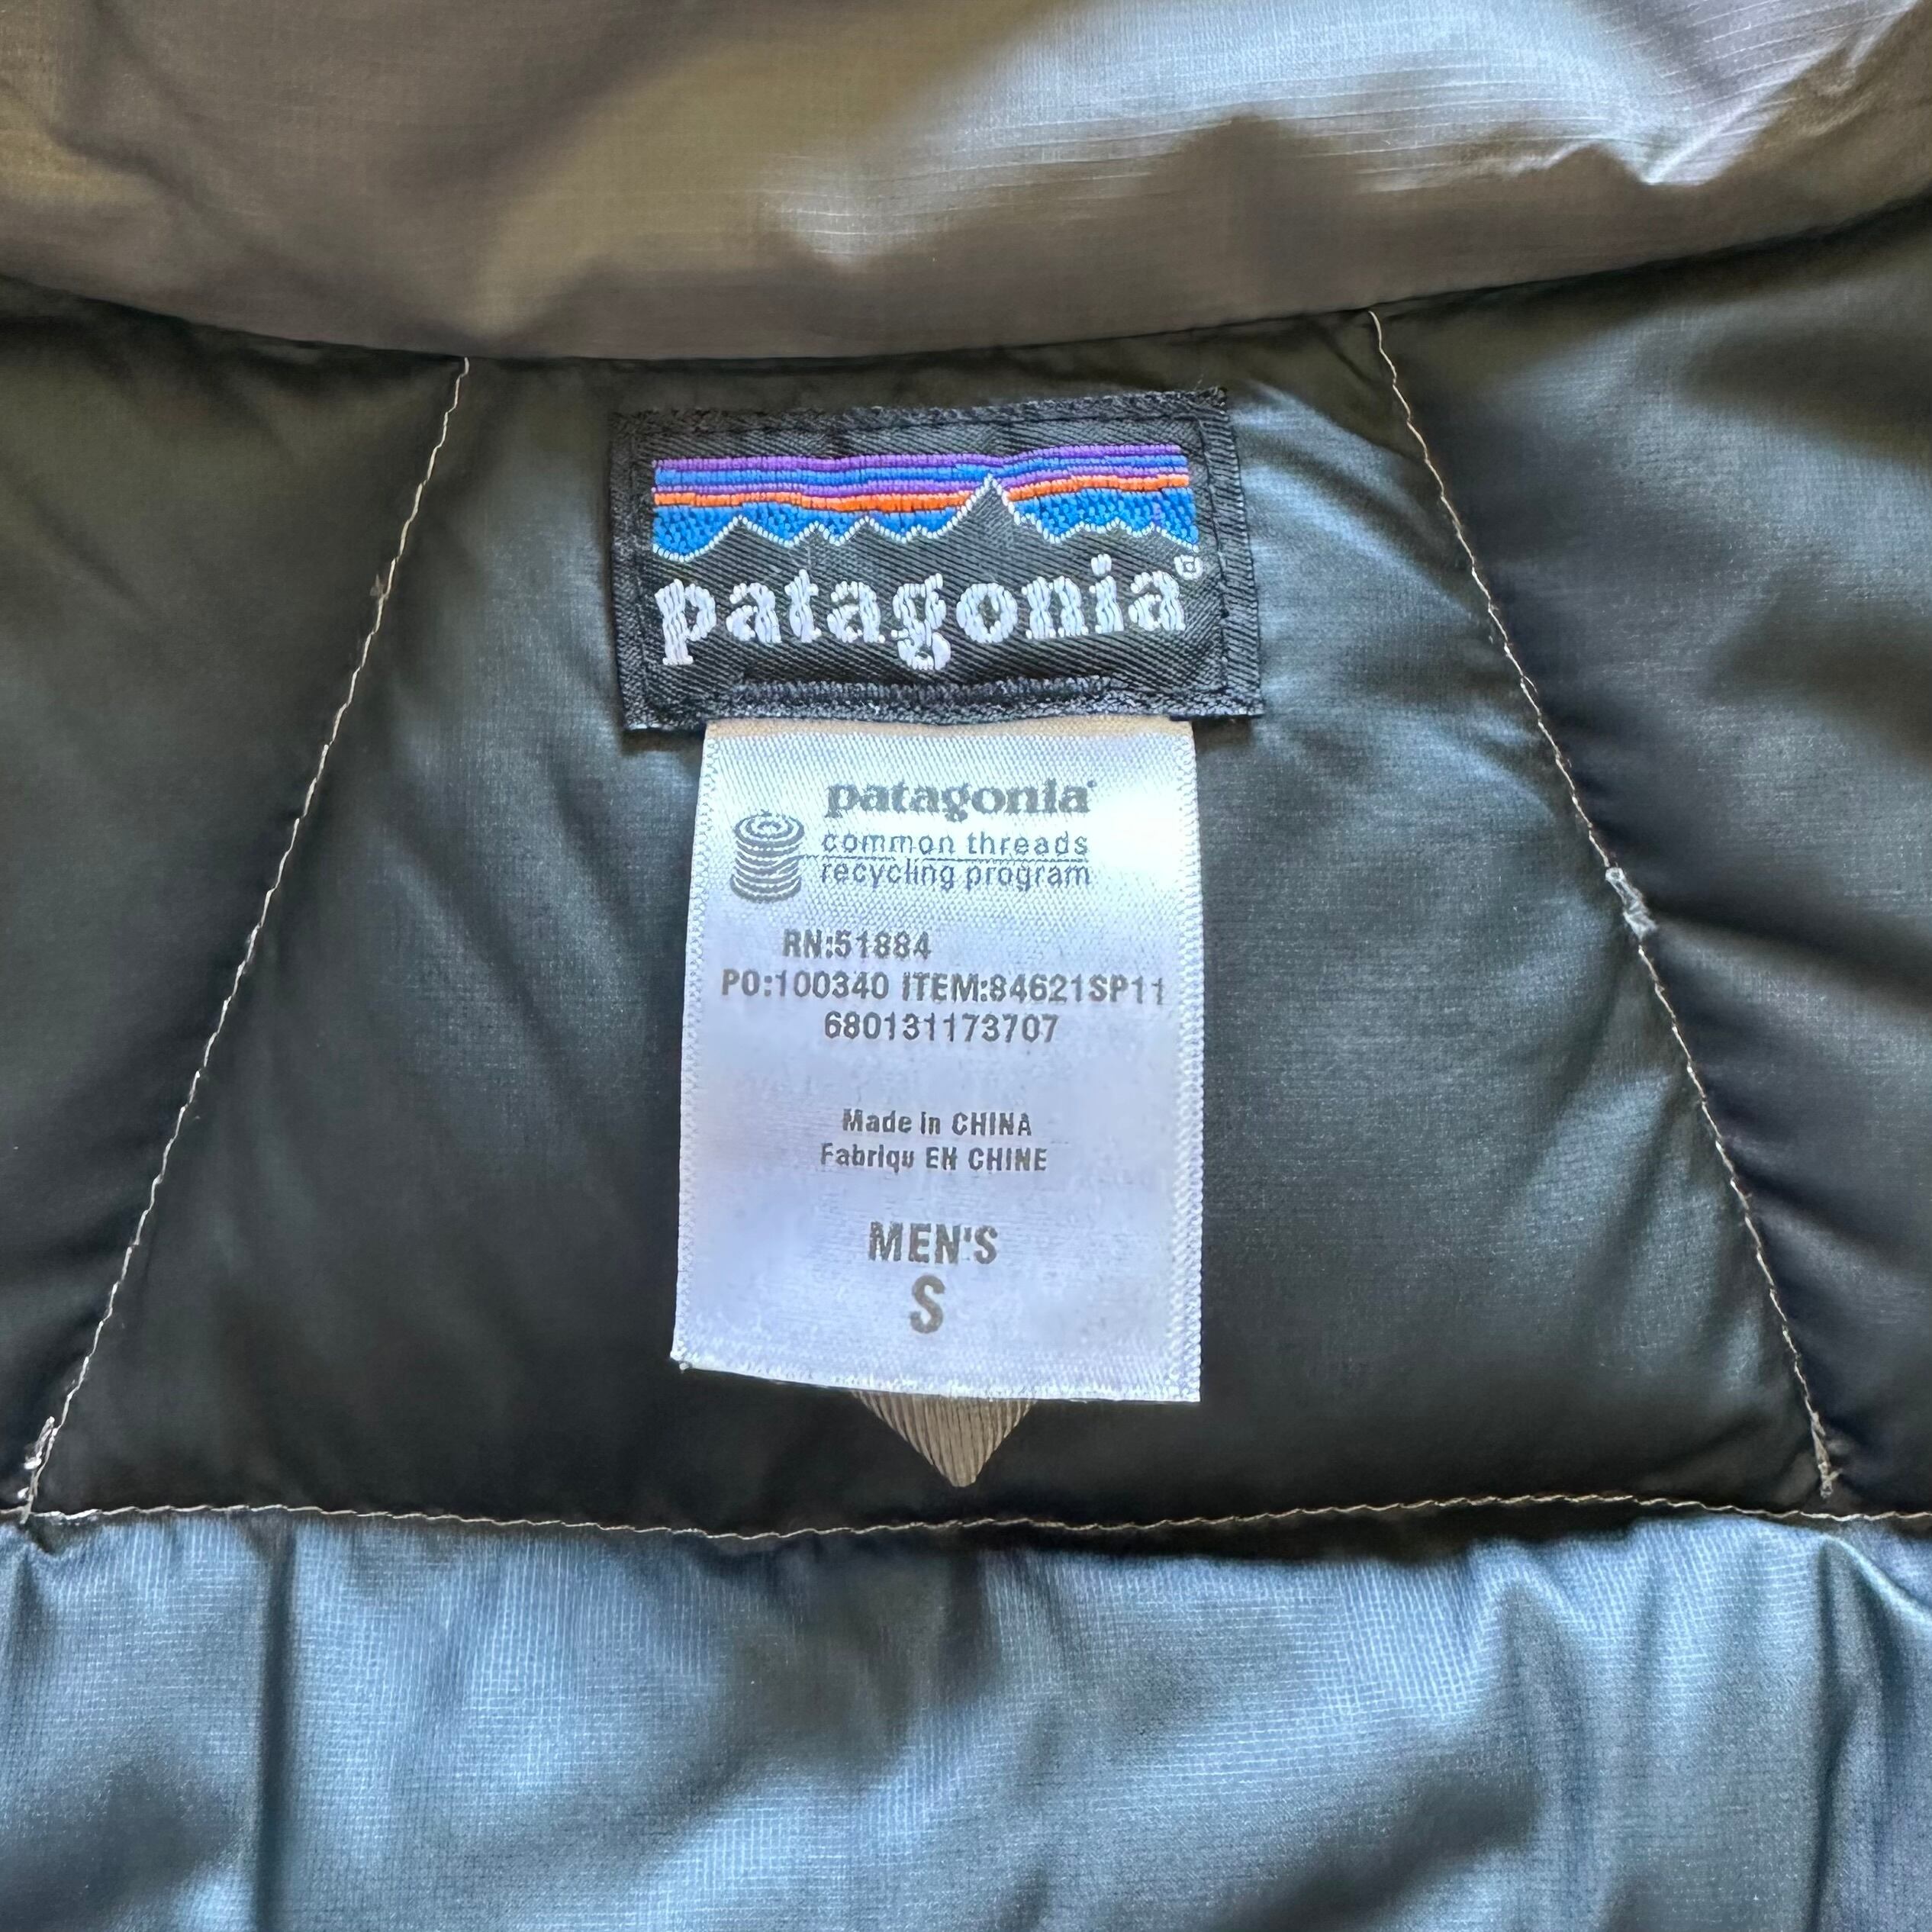 patagonia®
patagonia®
common threads
recycling program
RN:51884
PO:100340 ITEM:84621SP11
680131173707
Made in CHINA
Fabriqu EN CHINE
MEN'S
S